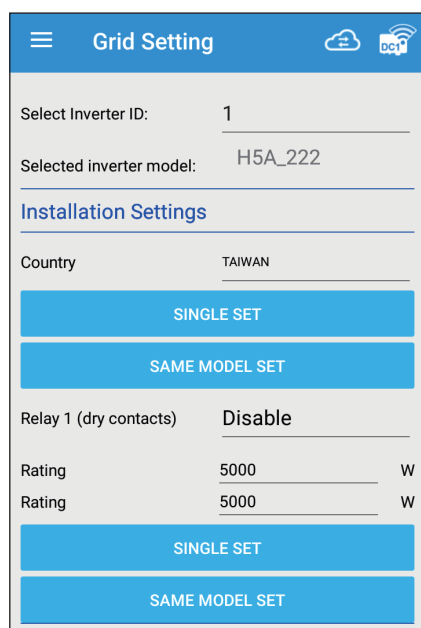 Grid Setting
DC1
Select Inverter ID: 1
Selected inverter model: H5A_222
Installation Settings
Country TAIWAN
SINGLE SET
SAME MODEL SET
Relay 1 (dry contacts) Disable
Rating 5000 W
Rating 5000 W
SINGLE SET
SAME MODEL SET